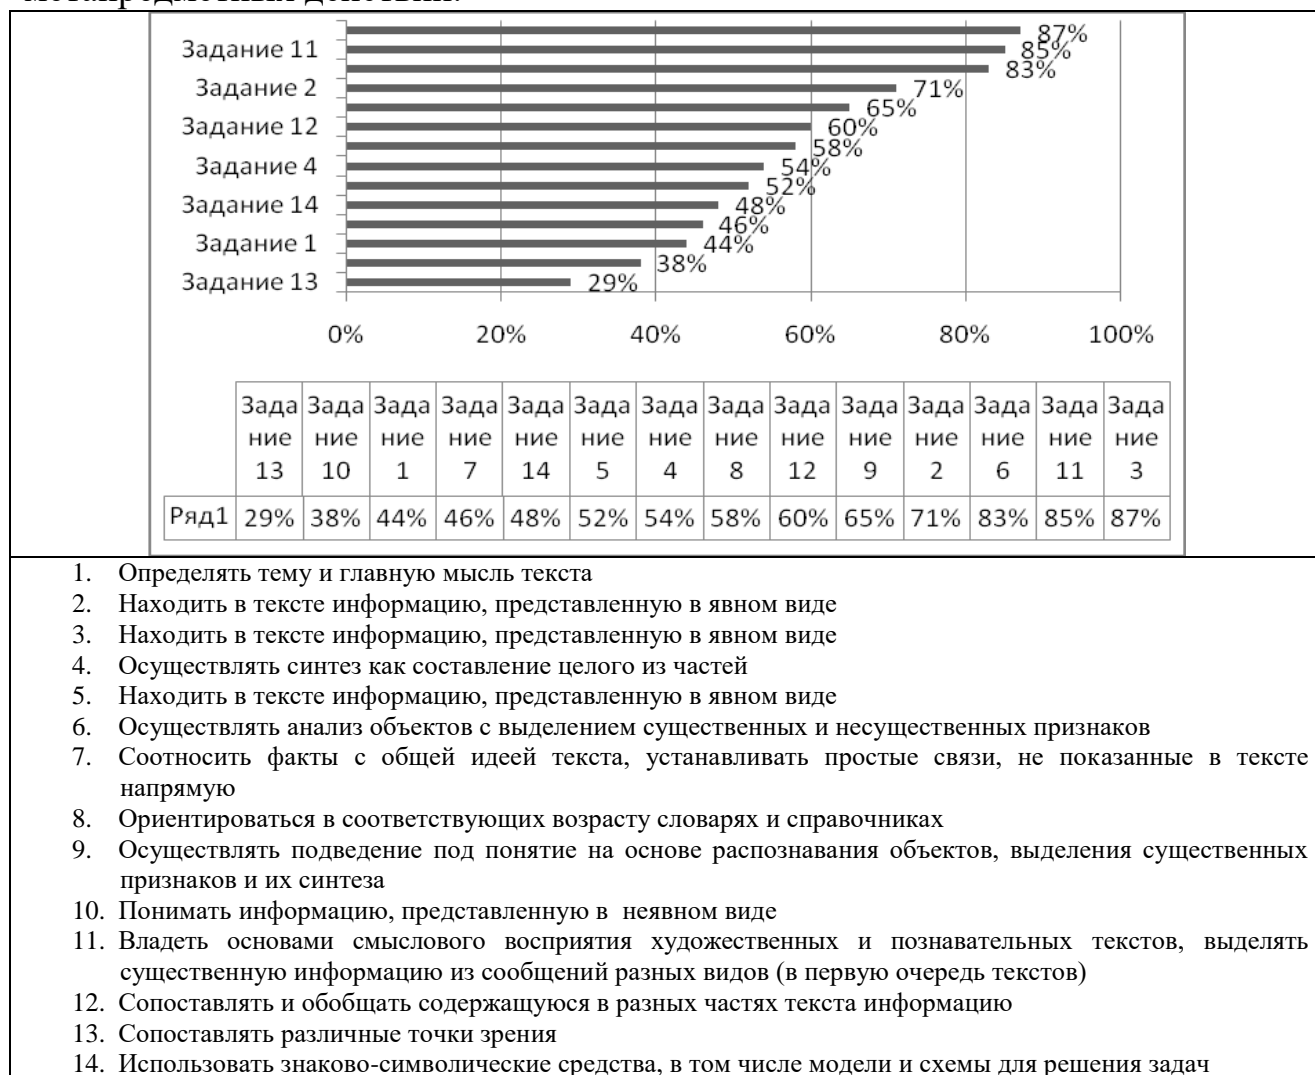 метапредметных действий.
87%
Задание 11 85%
83%
Задание 2 71%
65%
Задание 12 60%
58%
Задание 4 54%
52%
Задание 14 48%
46%
Задание 1 44%
38%
Задание 13 29%
0% 20% 40% 60% 80% 100%
Зада Зада Зада Зада Зада Зада Зада Зада Зада Зада Зада Зада Зада Зада
ние ние ние ние ние ние ние ние ние ние ние ние ние ние
13 10 1 7 14 5 4 8 12 9 2 6 11 3
Ряд1 29% 38% 44% 46% 48% 52% 54% 58% 60% 65% 71% 83% 85% 87%
1. Определять тему и главную мысль текста
2. Находить в тексте информацию, представленную в явном виде
3. Находить в тексте информацию, представленную в явном виде
4. Осуществлять синтез как составление целого из частей
5. Находить в тексте информацию, представленную в явном виде
6. Осуществлять анализ объектов с выделением существенных и несущественных признаков
7. Соотносить факты с общей идеей текста, устанавливать простые связи, не показанные в тексте
напрямую
8. Ориентироваться в соответствующих возрасту словарях и справочниках
9. Осуществлять подведение под понятие на основе распознавания объектов, выделения существенных
признаков и их синтеза
10. Понимать информацию, представленную в неявном виде
11. Владеть основами смыслового восприятия художественных и познавательных текстов, выделять
существенную информацию из сообщений разных видов (в первую очередь текстов)
12. Сопоставлять и обобщать содержащуюся в разных частях текста информацию
13. Сопоставлять различные точки зрения
14. Использовать знаково-символические средства, в том числе модели и схемы для решения задач